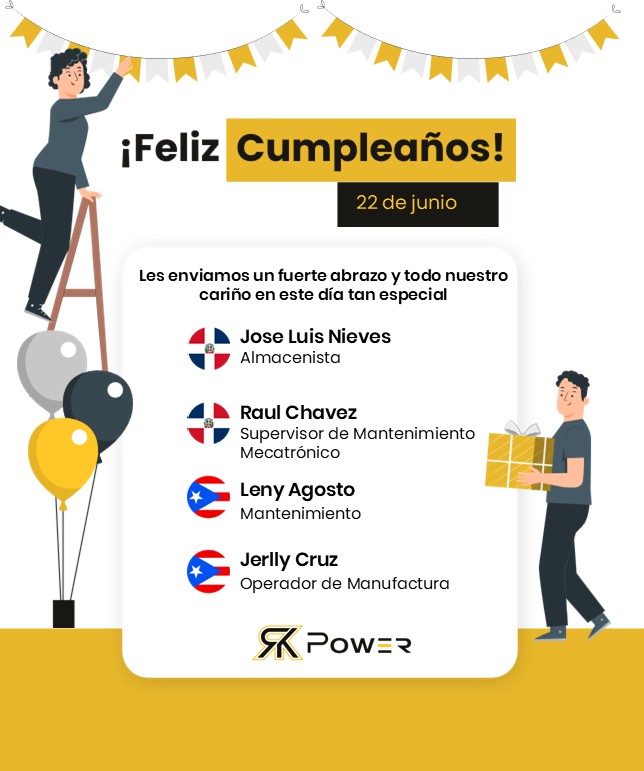 ¡Feliz Cumpleaños!
22 de junio
Les enviamos un fuerte abrazo y todo nuestro
cariño en este día tan especial
Jose Luis Nieves
Almacenista
Raul Chavez
Supervisor de Mantenimiento
Mecatrónico
Leny Agosto
Mantenimiento
Jerlly Cruz
Operador de Manufactura
RK Power